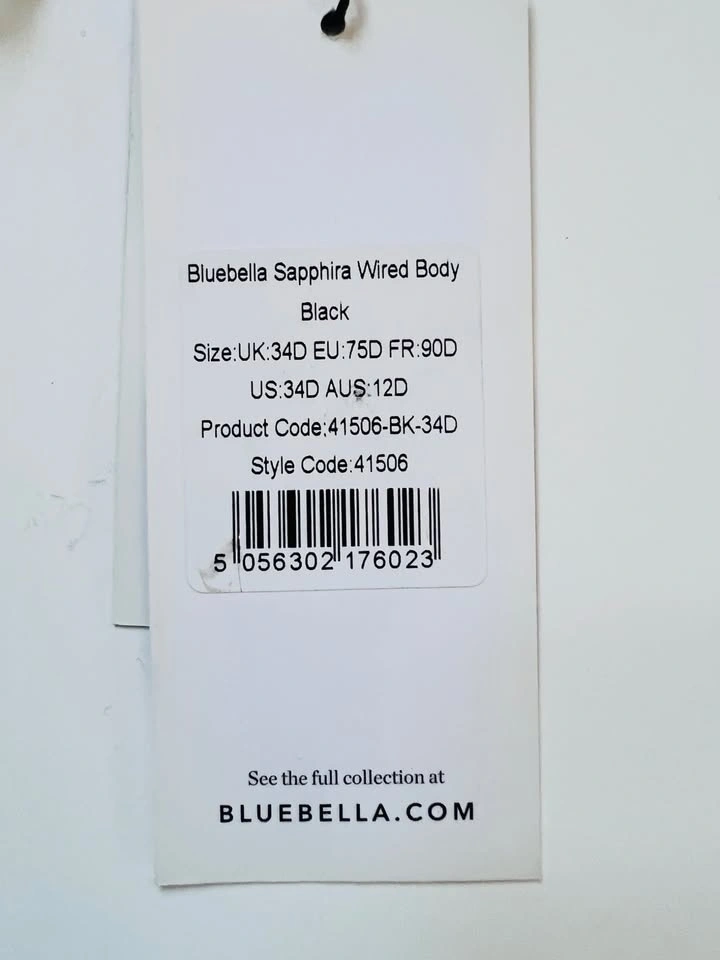 Bluebella Sapphira Wired Body
Black
Size:UK:34D EU:75D FR:90D
US:34D AUS:12D
Product Code:41506-BK-34D
Style Code:41506
5 056302 176023
See the full collection at
BLUEBELLA.COM